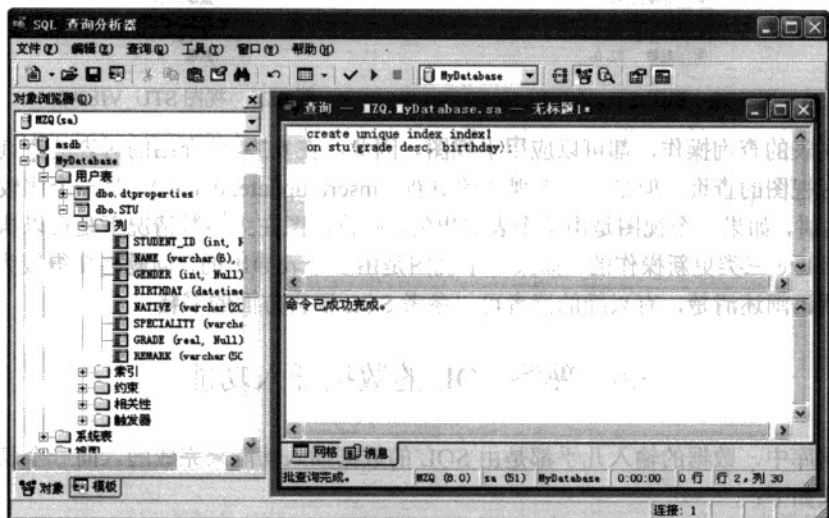 SQL 查询分析器
文件(F) 编辑(E) 查询(Q) 工具(T) 窗口(W) 帮助(H)
MyDatabase
对象浏览器(O)
MZQ(sa)
msdb
MyDatabase
用户表
dbo.dtproperties
dbo.STU
列
STUDENT_ID (int, N
NAME (varchar(6),
GENDER (int, Null)
BIRTHDAY (datetime
NATIVE (varchar(20
SPECIALITY (varcha
GRADE (real, Null)
REMARK (varchar(50
索引
约束
相关性
触发器
系统表
视图
对象 模板
查询 — MZQ.MyDatabase.sa — 无标题1*
create unique index index1
on stu(grade desc, birthday);
命令已成功完成。
网格 消息
批查询完成。 MZQ (8.0) sa (51) MyDatabase 0:00:00 0 行 行 2, 列 30
连接: 1